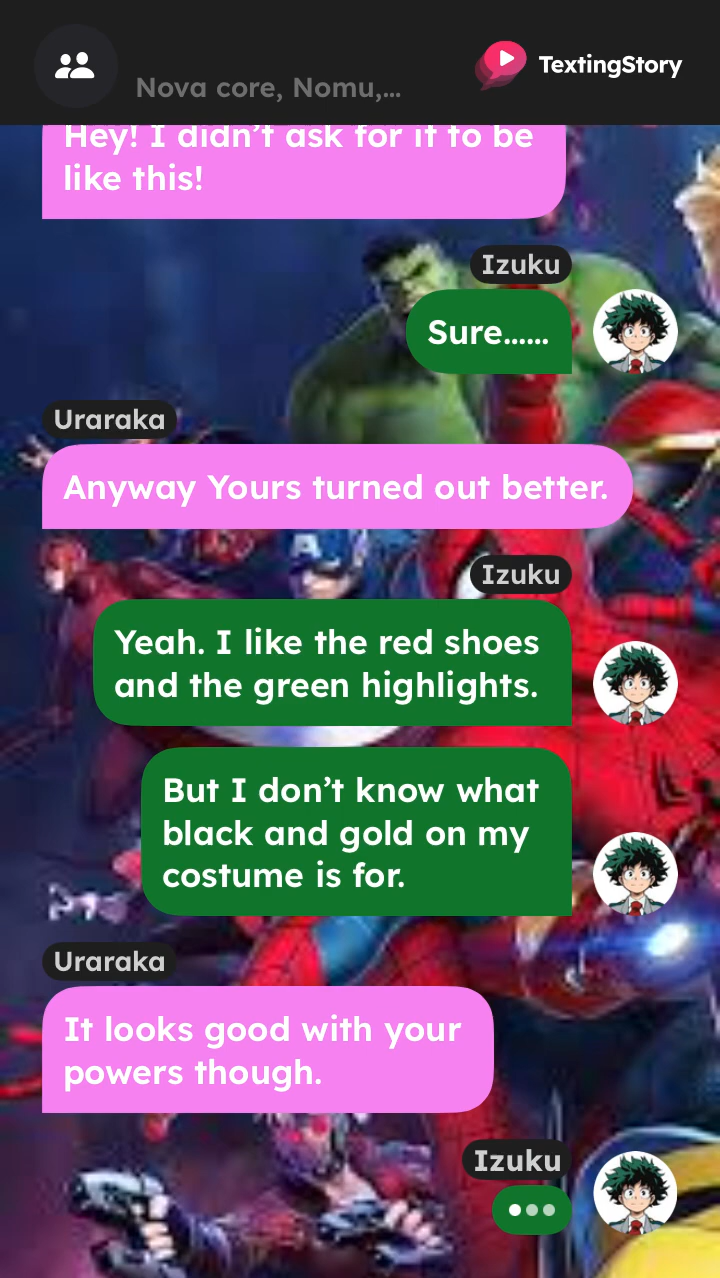 Nova core, Nomu,...
TextingStory
Hey! I didn't ask for it to be
like this!
Izuku
Sure......
Uraraka
Anyway Yours turned out better.
Izuku
Yeah. I like the red shoes
and the green highlights.
But I don't know what
black and gold on my
costume is for.
Uraraka
It looks good with your
powers though.
Izuku